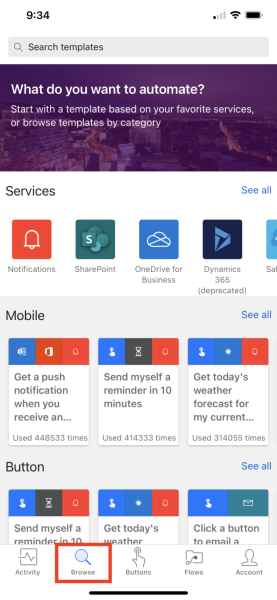 9:34
Search templates
What do you want to automate?
Start with a template based on your favorite services,
or browse templates by category
Services
See all
Notifications
SharePoint
OneDrive for
Business
Dynamics
365
(deprecated)
Sal
Mobile
See all
Get a push
notification
when you
receive an...
Used 448533 times
Send myself a
reminder in 10
minutes
Used 414333 times
Get today's
weather
forecast for
my current...
Used 314055 times
Button
See all
Send myself a
reminder in 10
Get today's
weather
Click a button
to email a
Activity
Browse
Buttons
Flows
Account